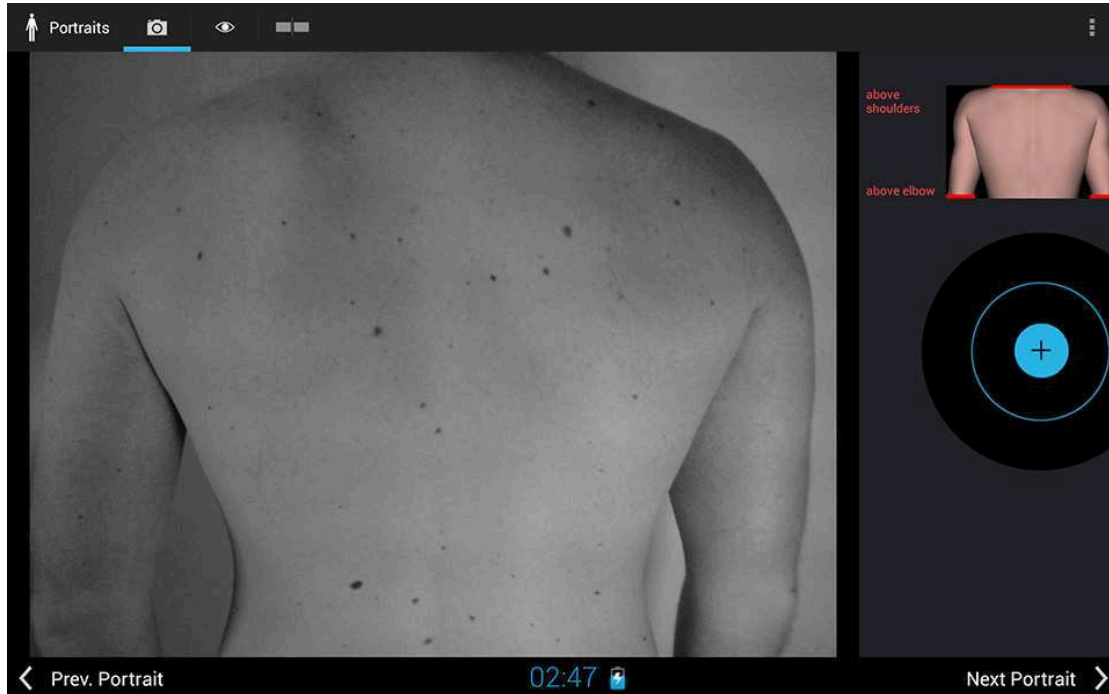 Portraits
above
shoulders
above elbow
Prev. Portrait
02:47
Next Portrait